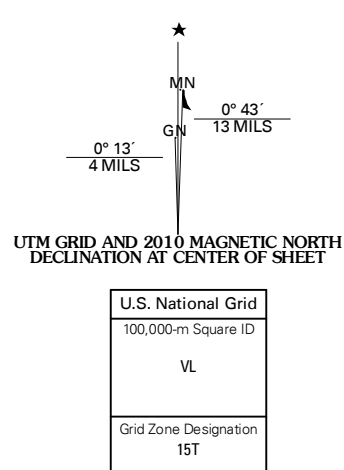 MN
0° 43´
13 MILS
GN
0° 13´
4 MILS
UTM GRID AND 2010 MAGNETIC NORTH
DECLINATION AT CENTER OF SHEET
U.S. National Grid
100,000-m Square ID
VL
Grid Zone Designation
15T